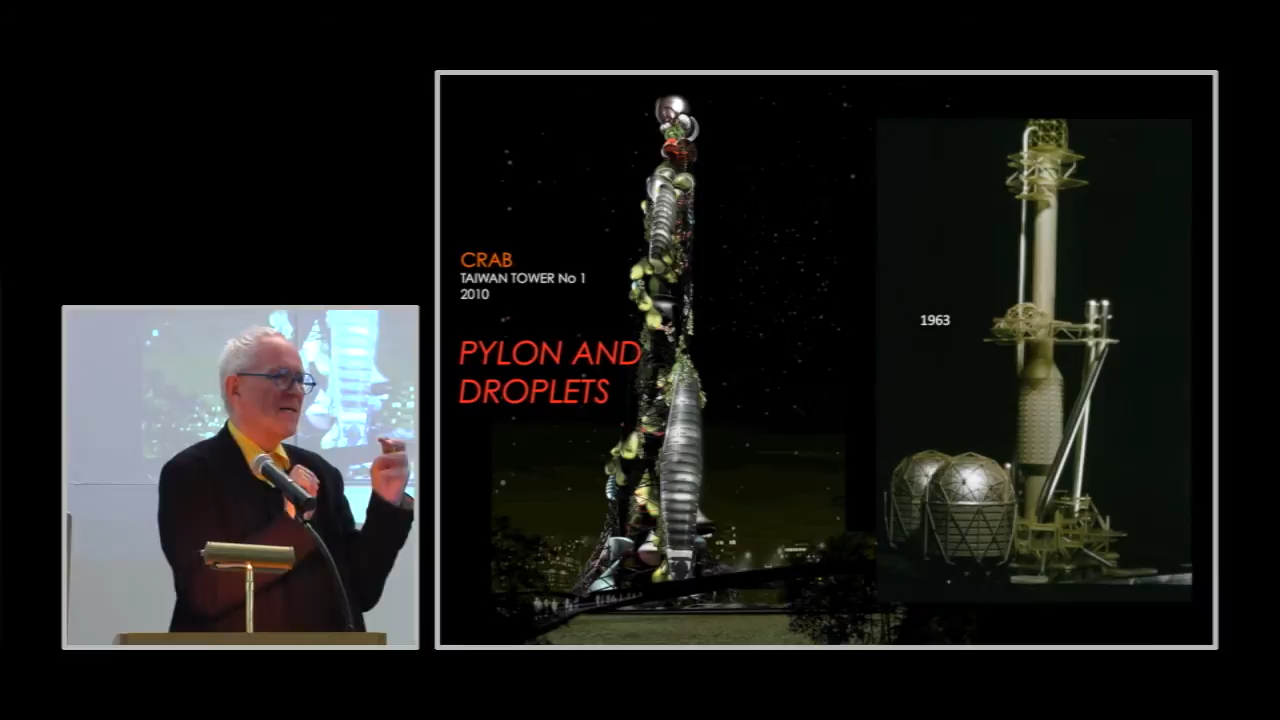 CRAB
TAIWAN TOWER No 1
2010
PYLON AND
DROPLETS
1963